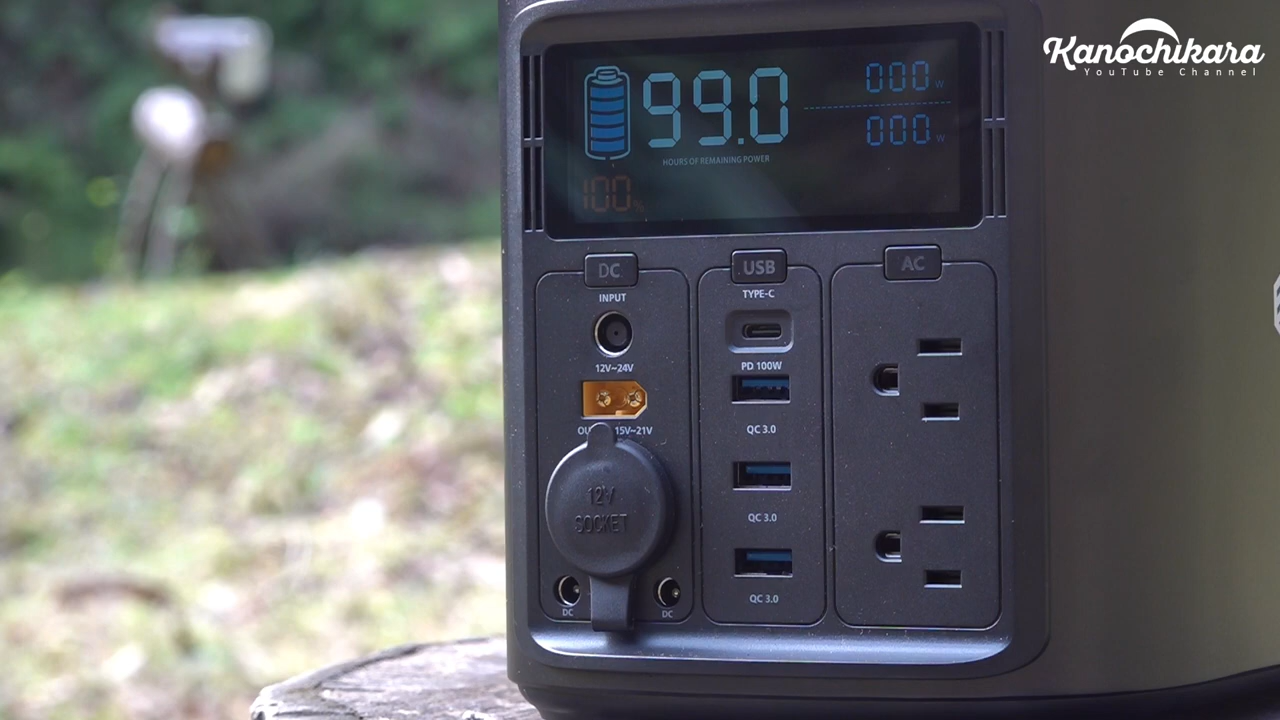 Kanochikara
YouTube Channel
99.0
000 W
000 W
HOURS OF REMAINING POWER
100%
DC
USB
AC
INPUT
TYPE-C
12V~24V
PD 100W
15V~21V
QC 3.0
12V
SOCKET
QC 3.0
QC 3.0
DC
DC